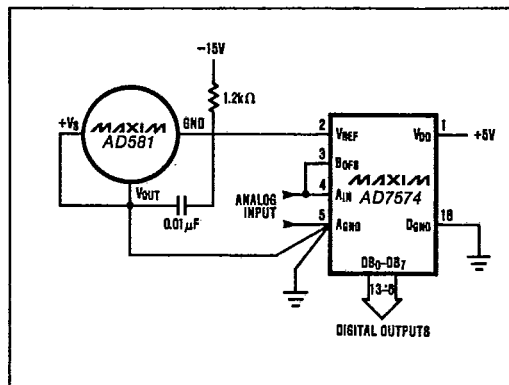 −15V
1.2kΩ
+VS
GND
MAXIM
AD581
VOUT
0.01μF
2
VREF
VDD
1
+5V
3
BOFS
4
AIN
ANALOG
INPUT
MAXIM
AD7574
5
AGND
DGND
18
DB0-DB7
13-6
DIGITAL OUTPUTS